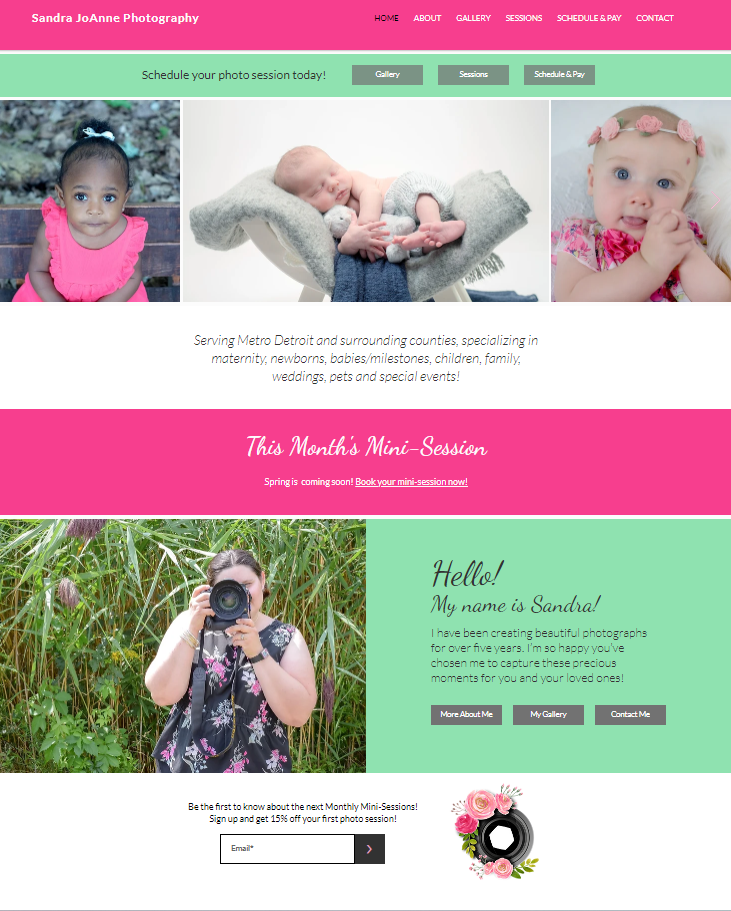 Sandra JoAnne Photography
HOME ABOUT GALLERY SESSIONS SCHEDULE & PAY CONTACT
Schedule your photo session today!
Gallery
Sessions
Schedule & Pay
Serving Metro Detroit and surrounding counties, specializing in
maternity, newborns, babies/milestones, children, family,
weddings, pets and special events!
This Month's Mini-Session
Spring is coming soon! Book your mini-session now!
Hello!
My name is Sandra!
I have been creating beautiful photographs
for over five years. I'm so happy you've
chosen me to capture these precious
moments for you and your loved ones!
More About Me
My Gallery
Contact Me
Be the first to know about the next Monthly Mini-Sessions!
Sign up and get 15% off your first photo session!
Email*